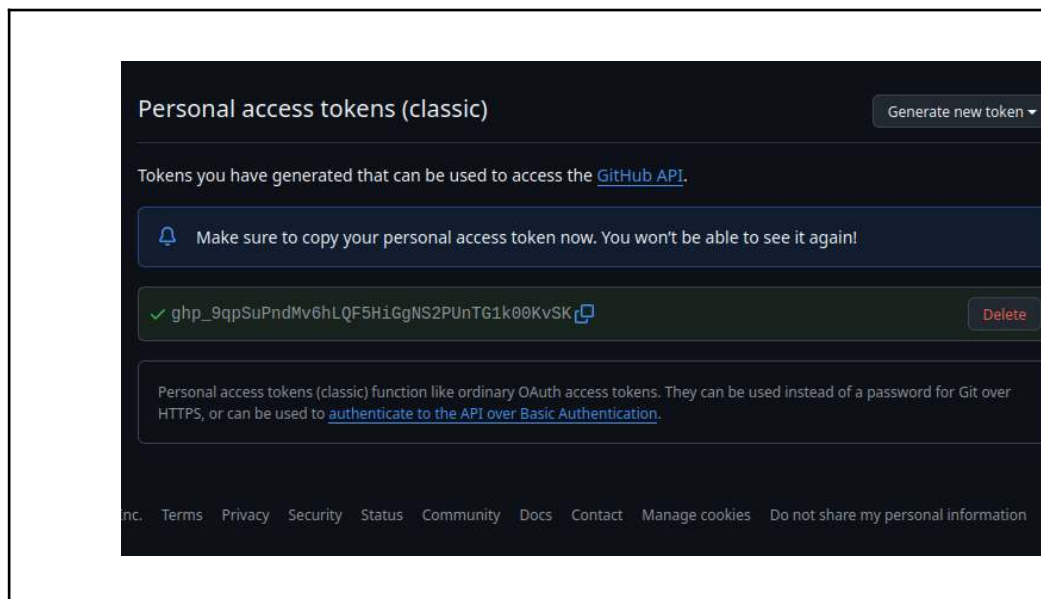 Personal access tokens (classic)
Generate new token
Tokens you have generated that can be used to access the GitHub API.
Make sure to copy your personal access token now. You won't be able to see it again!
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
Delete
Personal access tokens (classic) function like ordinary OAuth access tokens. They can be used instead of a password for Git over
HTTPS, or can be used to authenticate to the API over Basic Authentication.
Inc. Terms Privacy Security Status Community Docs Contact Manage cookies Do not share my personal information